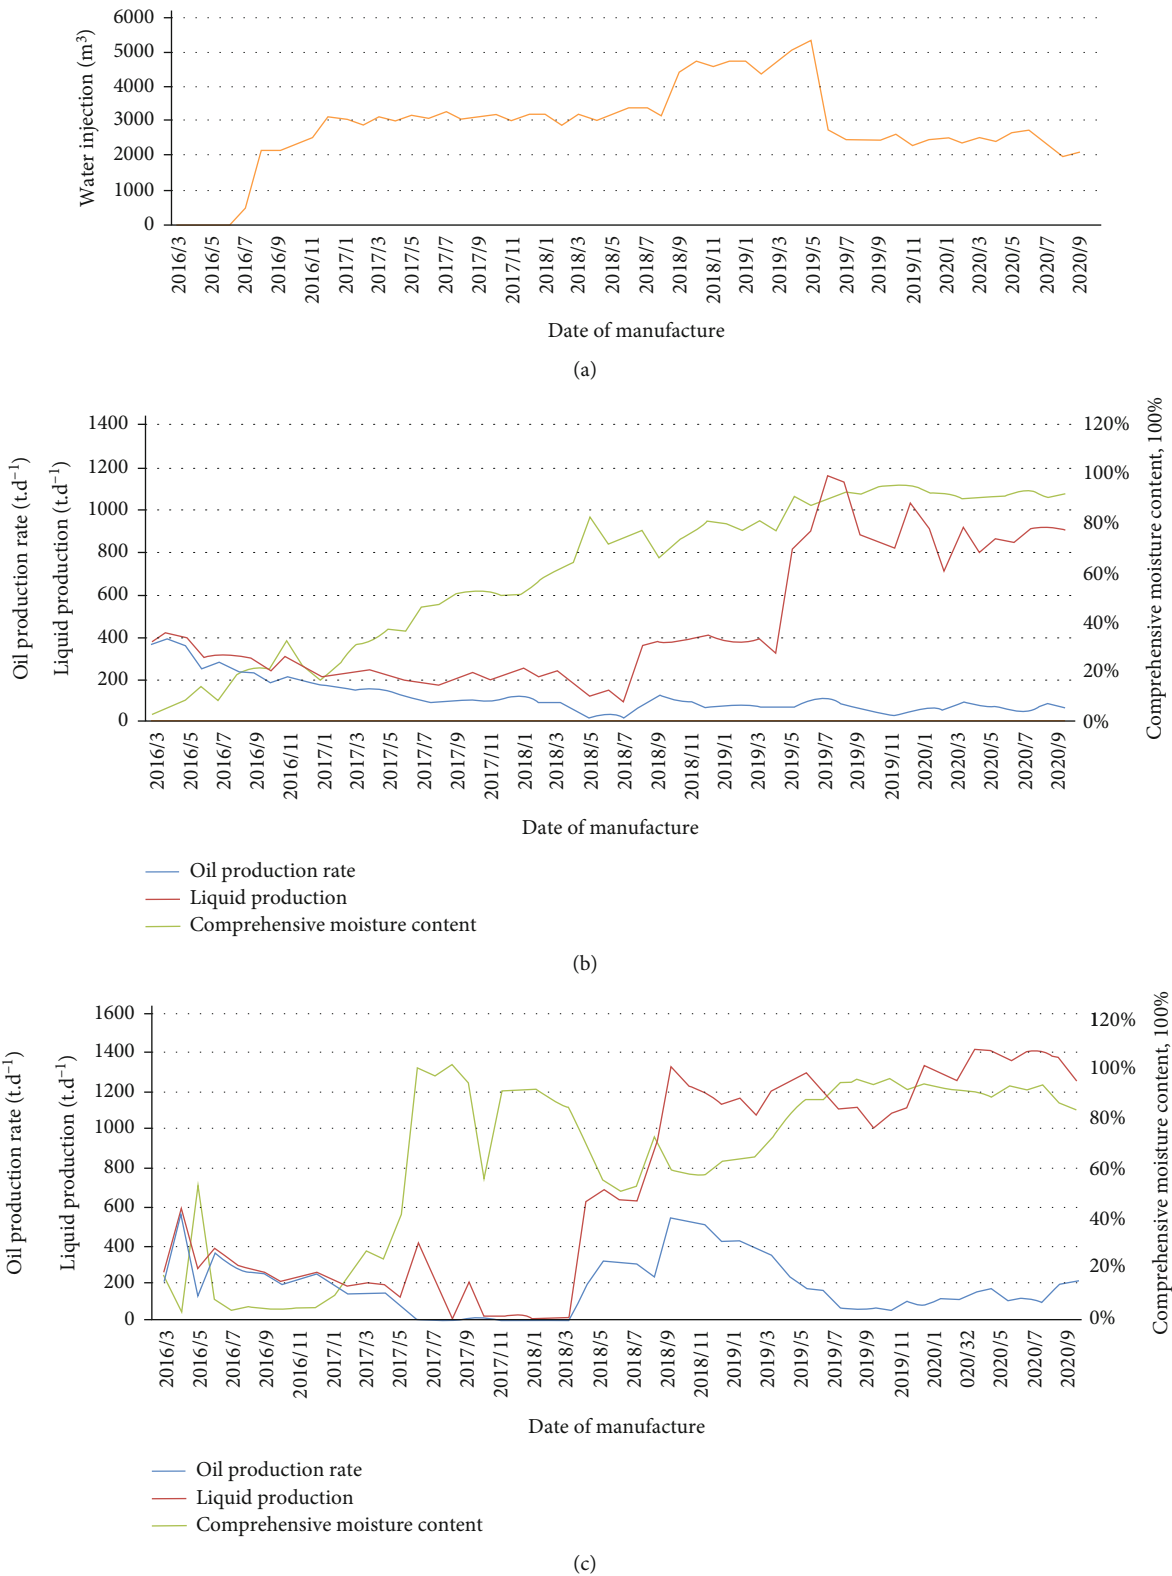 6000
5000
4000
3000
2000
1000
0
Water injection (m³)
2016/3 2016/5 2016/7 2016/9 2016/11 2017/1 2017/3 2017/5 2017/7 2017/9 2017/11 2018/1 2018/3 2018/5 2018/7 2018/9 2018/11 2019/1 2019/3 2019/5 2019/7 2019/9 2019/11 2020/1 2020/3 2020/5 2020/7 2020/9
Date of manufacture
(a)
Oil production rate (t.d⁻¹)
Liquid production (t.d⁻¹)
1400
1200
1000
800
600
400
200
0
120%
100%
80%
60%
40%
20%
0%
Comprehensive moisture content, 100%
2016/3 2016/5 2016/7 2016/9 2016/11 2017/1 2017/3 2017/5 2017/7 2017/9 2017/11 2018/1 2018/3 2018/5 2018/7 2018/9 2018/11 2019/1 2019/3 2019/5 2019/7 2019/9 2019/11 2020/1 2020/3 2020/5 2020/7 2020/9
Date of manufacture
Oil production rate
Liquid production
Comprehensive moisture content
(b)
Oil production rate (t.d⁻¹)
Liquid production (t.d⁻¹)
1600
1400
1200
1000
800
600
400
200
0
120%
100%
80%
60%
40%
20%
0%
Comprehensive moisture content, 100%
2016/3 2016/5 2016/7 2016/9 2016/11 2017/1 2017/3 2017/5 2017/7 2017/9 2017/11 2018/1 2018/3 2018/5 2018/7 2018/9 2018/11 2019/1 2019/3 2019/5 2019/7 2019/9 2019/11 2020/1 020/32 2020/5 2020/7 2020/9
Date of manufacture
Oil production rate
Liquid production
Comprehensive moisture content
(c)